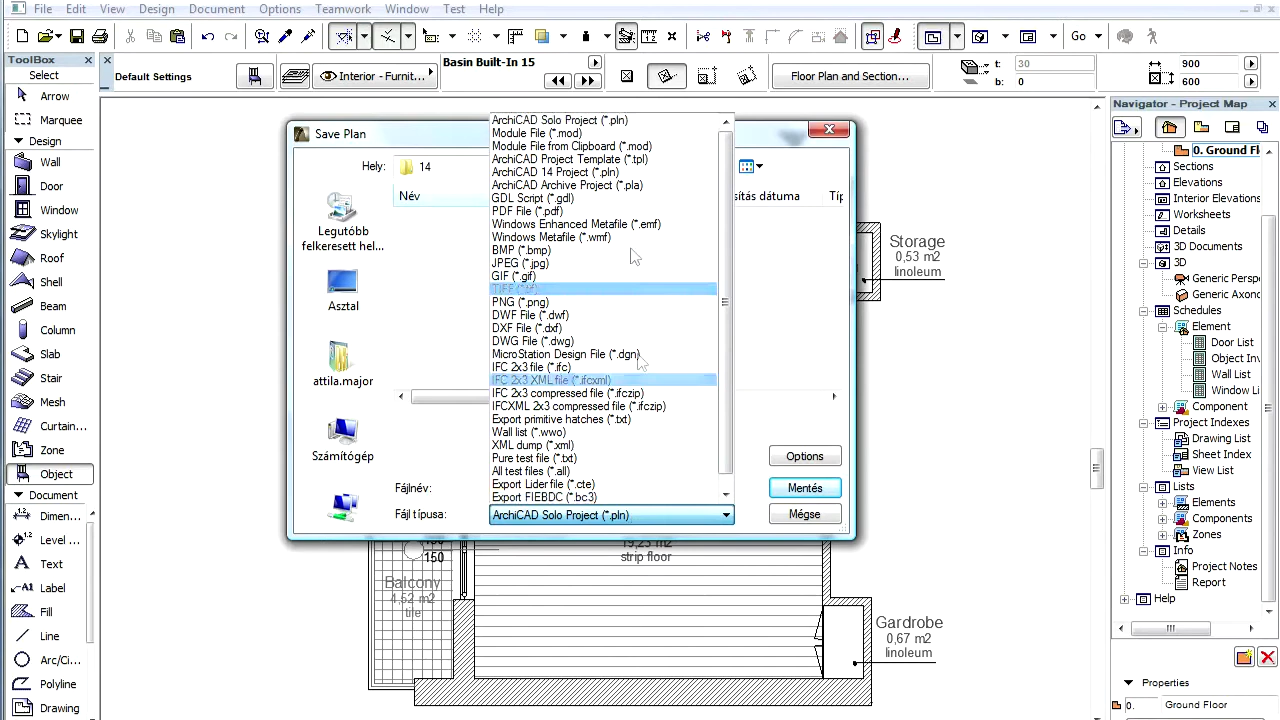 File Edit View Design Document Options Teamwork Window Test Help
Go
ToolBox
Select
Arrow
Marquee
Design
Wall
Door
Window
Skylight
Roof
Shell
Beam
Column
Slab
Stair
Mesh
Curtain...
Zone
Object
Document
Dimen...
Level ...
Text
A1 Label
Fill
Line
Arc/Ci...
Polyline
Drawing
Default Settings
Interior - Furnit...
Basin Built-In 15
Floor Plan and Section...
t: 30
b: 0
900
600
Save Plan
Hely: 14
Név
sítás dátuma
Típ
Legutóbb
felkeresett hel...
Asztal
attila.major
Számítógép
ArchiCAD Solo Project (*.pln)
Module File (*.mod)
Module File from Clipboard (*.mod)
ArchiCAD Project Template (*.tpl)
ArchiCAD 14 Project (*.pln)
ArchiCAD Archive Project (*.pla)
GDL Script (*.gdl)
PDF File (*.pdf)
Windows Enhanced Metafile (*.emf)
Windows Metafile (*.wmf)
BMP (*.bmp)
JPEG (*.jpg)
GIF (*.gif)
TIFF (*.tif)
PNG (*.png)
DWF File (*.dwf)
DXF File (*.dxf)
DWG File (*.dwg)
MicroStation Design File (*.dgn)
IFC 2x3 file (*.ifc)
IFC 2x3 XML file (*.ifcxml)
IFC 2x3 compressed file (*.ifczip)
IFCXML 2x3 compressed file (*.ifczip)
Export primitive hatches (*.txt)
Wall list (*.wwo)
XML dump (*.xml)
Pure test file (*.txt)
All test files (*.all)
Export Lider file (*.cte)
Export FIEBDC (*.bc3)
Fájlnév:
Fájl típusa: ArchiCAD Solo Project (*.pln)
Options
Mentés
Mégse
Storage
0,53 m2
linoleum
150
Balcony
4,52 m2
tile
19,23 m2
strip floor
Gardrobe
0,67 m2
linoleum
Navigator - Project Map
0. Ground Fl
Sections
Elevations
Interior Elevations
Worksheets
Details
3D Documents
3D
Generic Persp
Generic Axono
Schedules
Element
Door List
Object Inv
Wall List
Window Li
Component
Project Indexes
Drawing List
Sheet Index
View List
Lists
Elements
Components
Zones
Info
Project Notes
Report
Help
Properties
0. Ground Floor